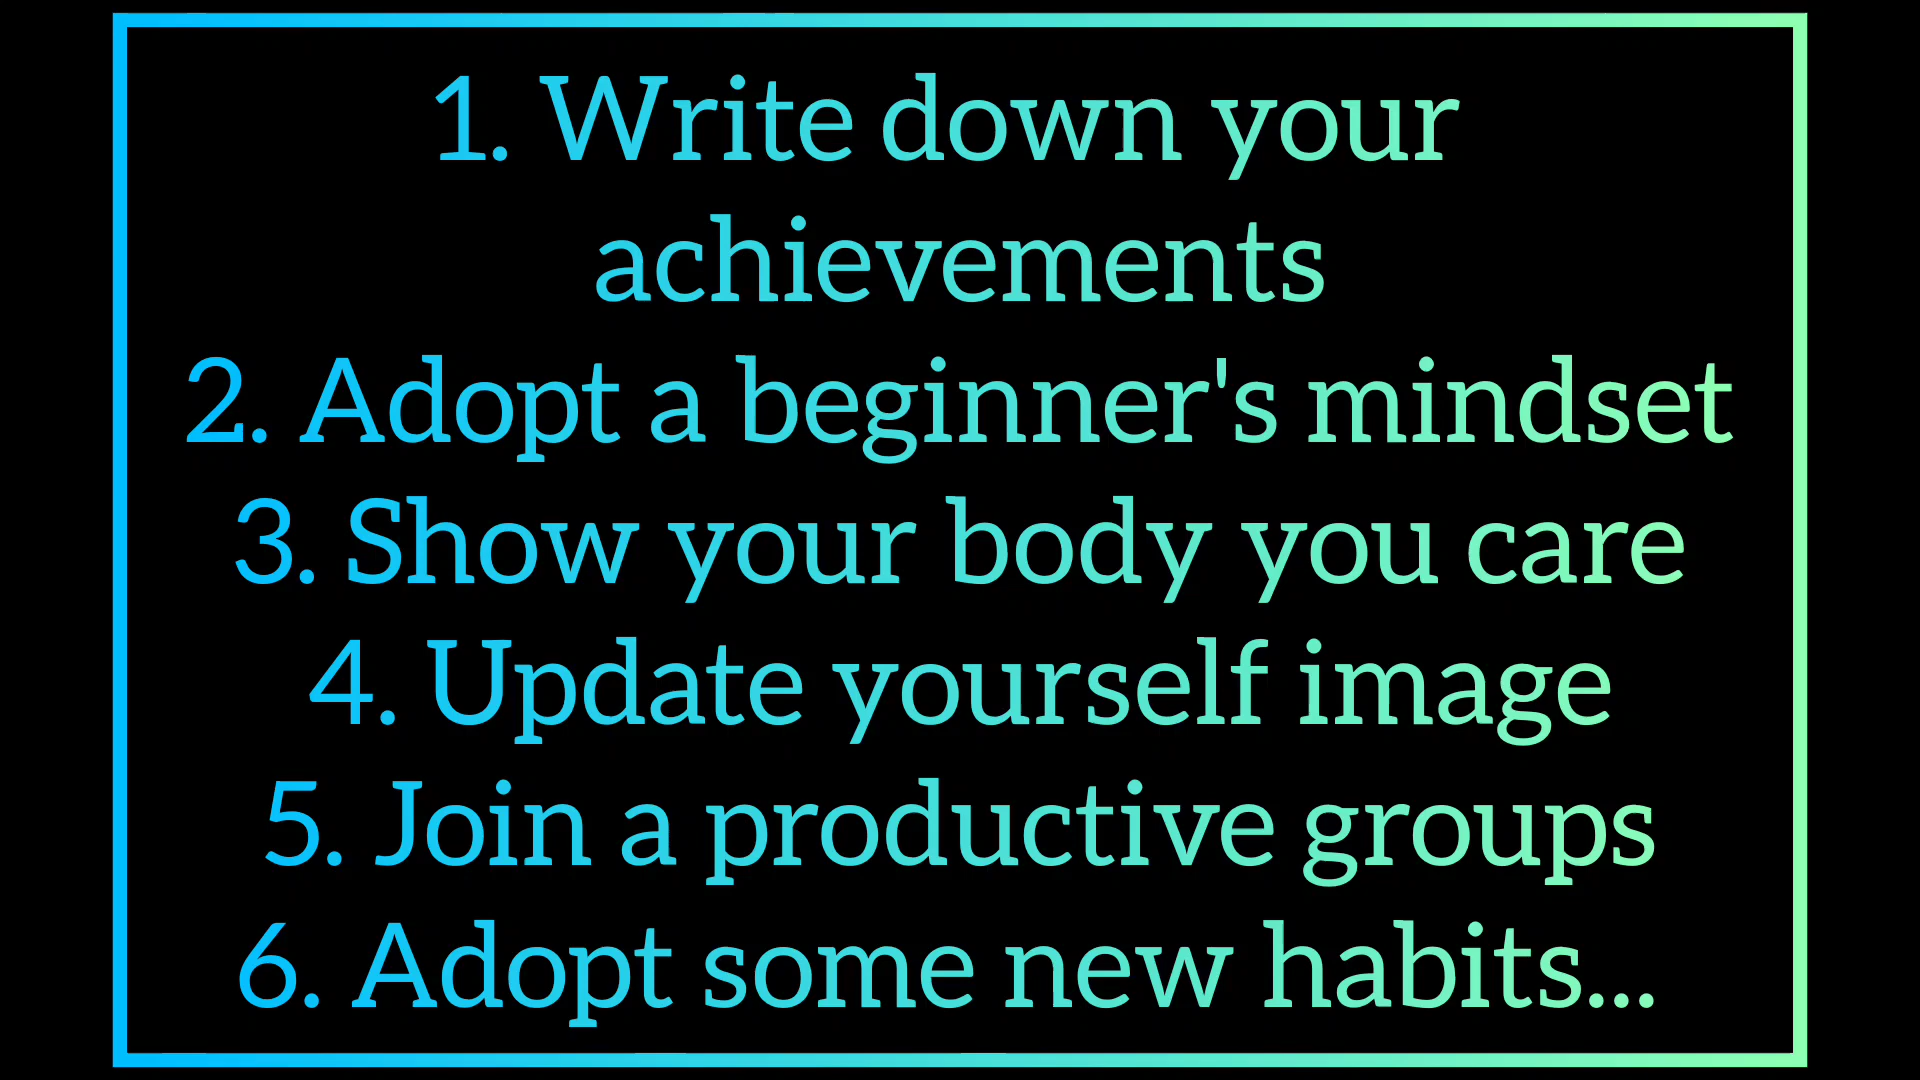 1. Write down your
achievements
2. Adopt a beginner's mindset
3. Show your body you care
4. Update yourself image
5. Join a productive groups
6. Adopt some new habits...